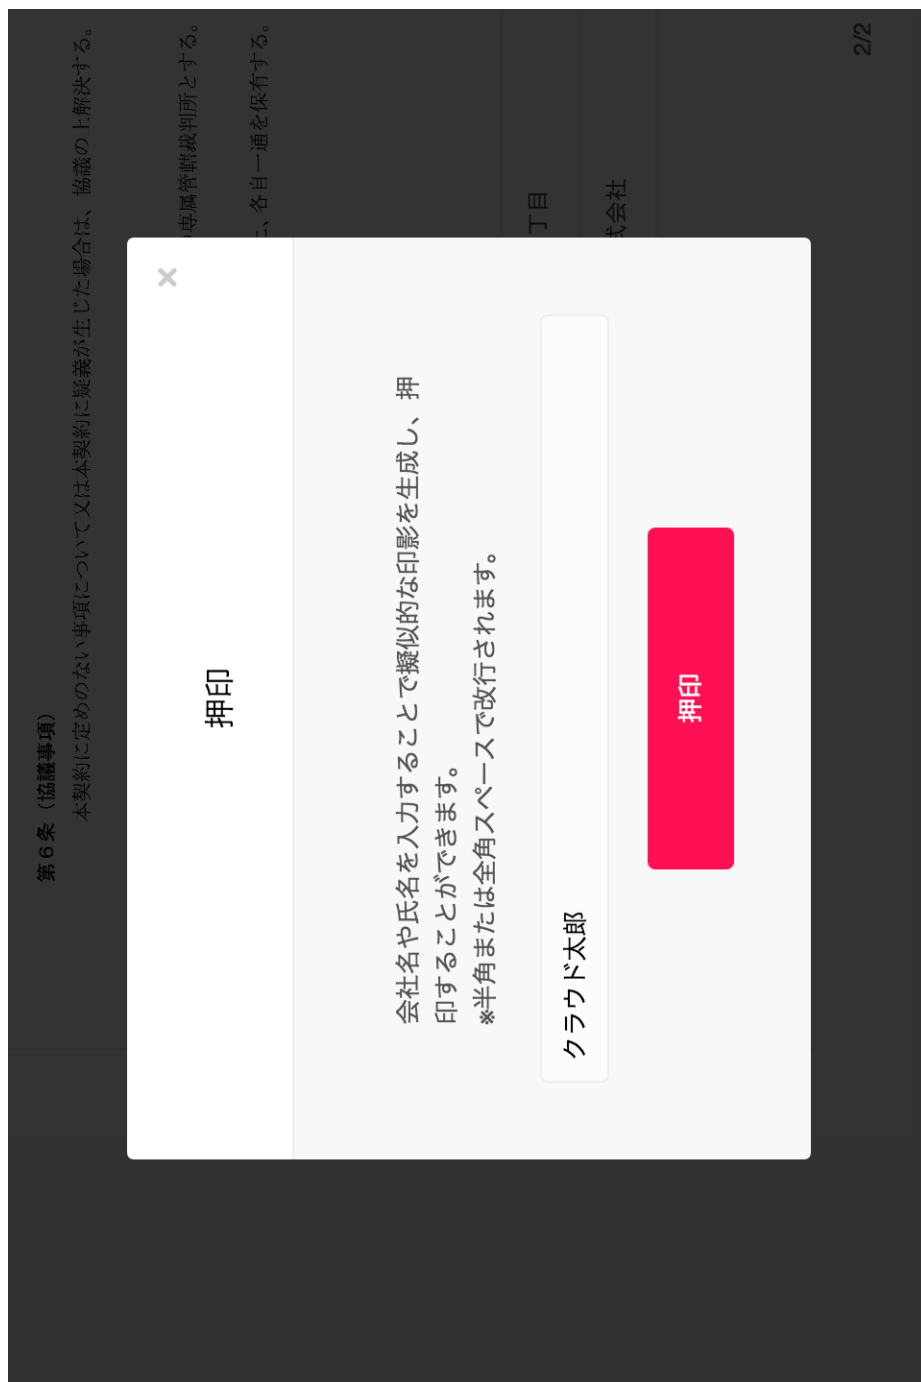 第６条（協議事項）
本契約に定めのない事項について又は本契約に疑義が生じた場合は、協議の上解決する。
専属管轄裁判所とする。
、各自一通を保有する。
丁目
式会社
2/2
×
押印
会社名や氏名を入力することで擬似的な印影を生成し、押
印することができます。
※半角または全角スペースで改行されます。
クラウド太郎
押印